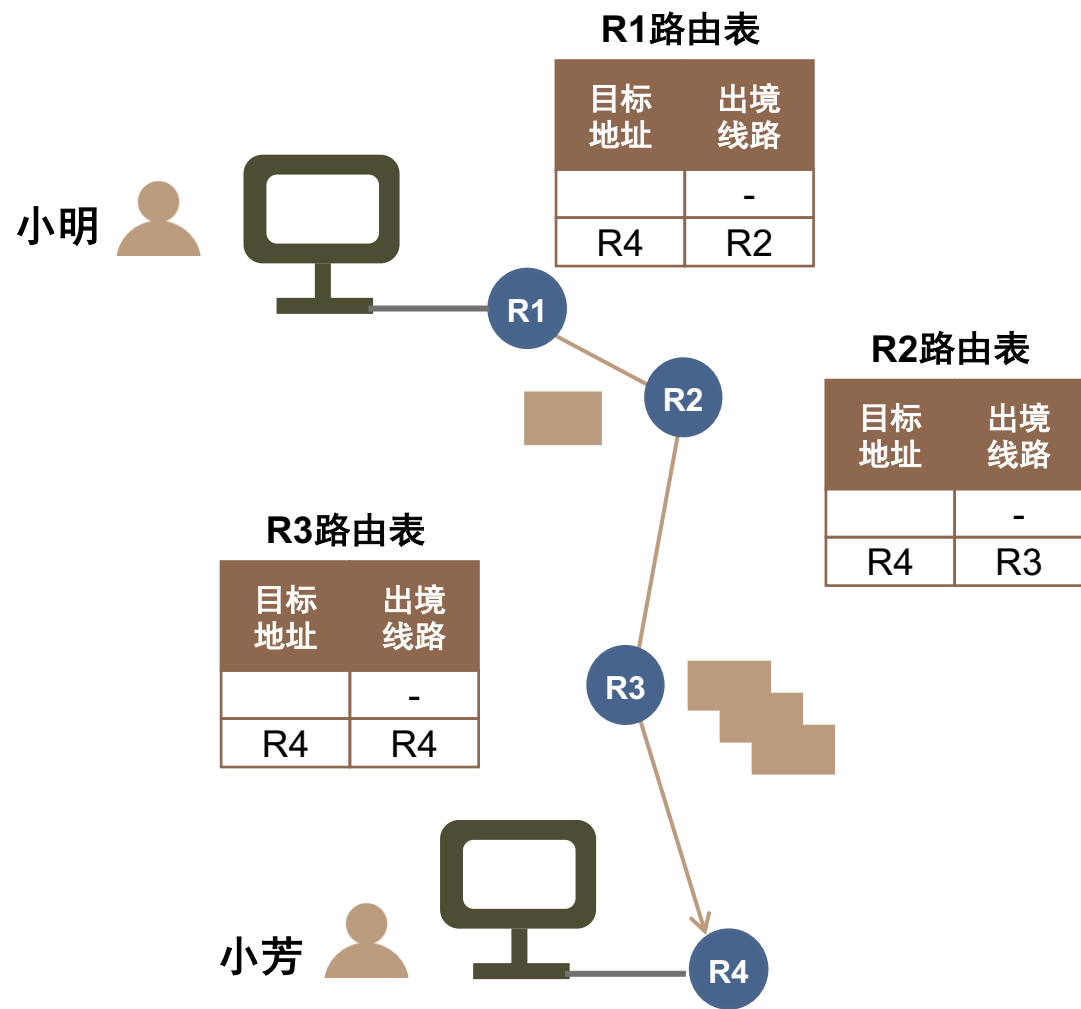 R1路由表
目标 出境
地址 线路
-
R4 R2
小明
R1
R2
R2路由表
目标 出境
地址 线路
-
R4 R3
R3路由表
目标 出境
地址 线路
-
R4 R4
R3
小芳
R4